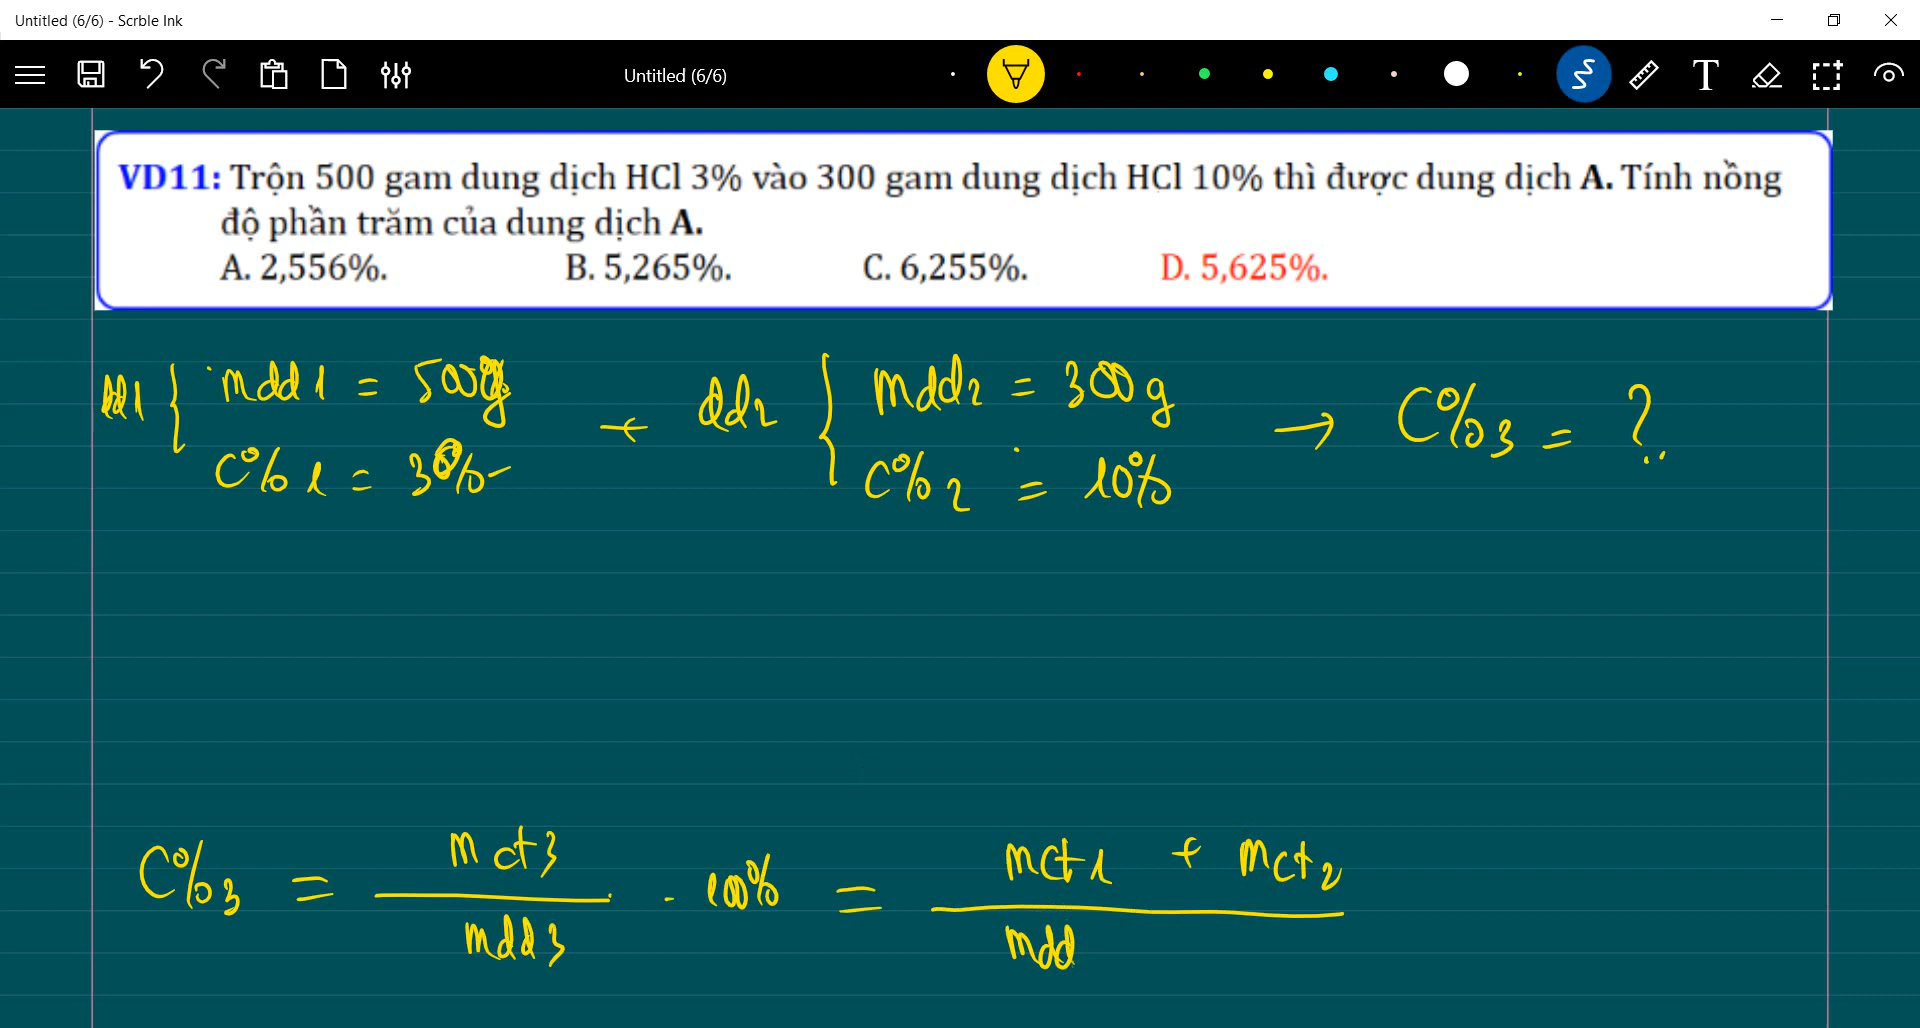 Untitled (6/6) - Scrble Ink
Untitled (6/6)
T
VD11: Trộn 500 gam dung dịch HCl 3% vào 300 gam dung dịch HCl 10% thì được dung dịch A. Tính nồng
độ phần trăm của dung dịch A.
A. 2,556%. B. 5,265%. C. 6,255%. D. 5,625%.
dd1 { mdd1 = 500g + dd2 { mdd2 = 300g → C%3 = ?
C%1 = 3% C%2 = 10%
C%3 = mct3 / mdd3 . 100% = mct1 + mct2 / mdd